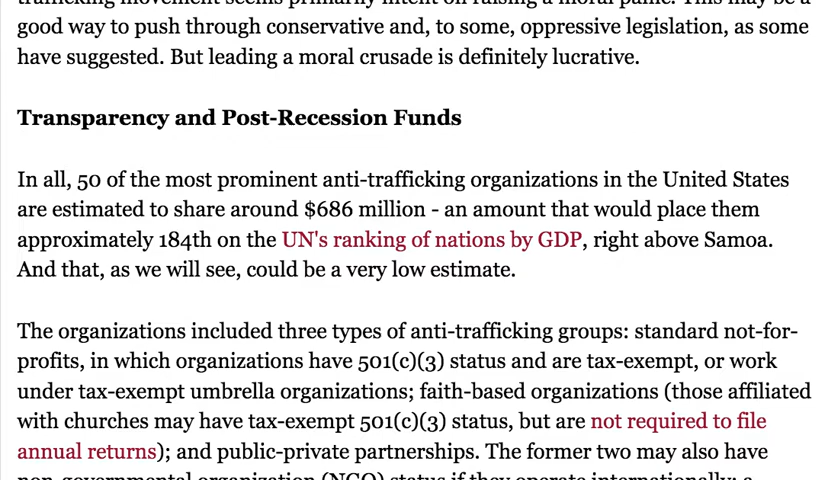 trafficking movement seems primarily intent on raising a moral panic. This may be a
good way to push through conservative and, to some, oppressive legislation, as some
have suggested. But leading a moral crusade is definitely lucrative.
Transparency and Post-Recession Funds
In all, 50 of the most prominent anti-trafficking organizations in the United States
are estimated to share around $686 million - an amount that would place them
approximately 184th on the UN's ranking of nations by GDP, right above Samoa.
And that, as we will see, could be a very low estimate.
The organizations included three types of anti-trafficking groups: standard not-for-
profits, in which organizations have 501(c)(3) status and are tax-exempt, or work
under tax-exempt umbrella organizations; faith-based organizations (those affiliated
with churches may have tax-exempt 501(c)(3) status, but are not required to file
annual returns); and public-private partnerships. The former two may also have
non-governmental organization (NGO) status if they operate internationally; a